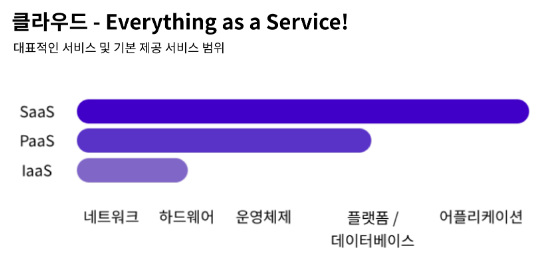 클라우드 - Everything as a Service!
대표적인 서비스 및 기본 제공 서비스 범위
SaaS
PaaS
IaaS
네트워크 하드웨어 운영체제 플랫폼 / 어플리케이션
데이터베이스